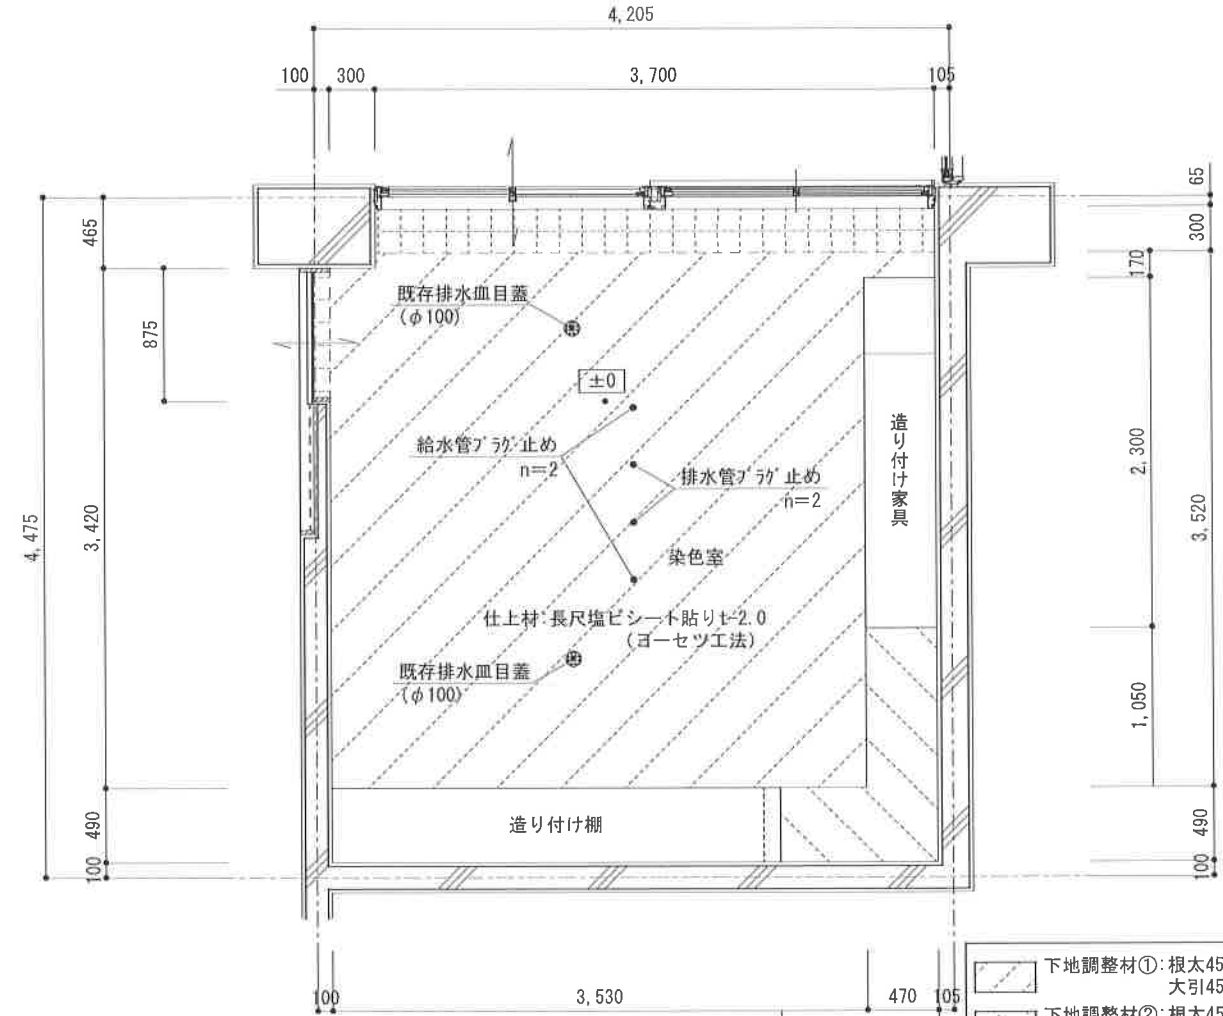 4,205
100
300
3,700
105
65
300
170
465
875
既存排水皿目蓋
(φ100)
±0
給水管プラグ止め
n=2
排水管プラグ止め
n=2
造り付け家具
2,300
3,520
4,475
3,420
染色室
仕上材:長尺塩ビシート貼りt-2.0
(ヨーセツ工法)
既存排水皿目蓋
(φ100)
1,050
造り付け棚
490
100
490
100
100
3,530
470
105
下地調整材①:根太45
大引45
下地調整材②:根太45